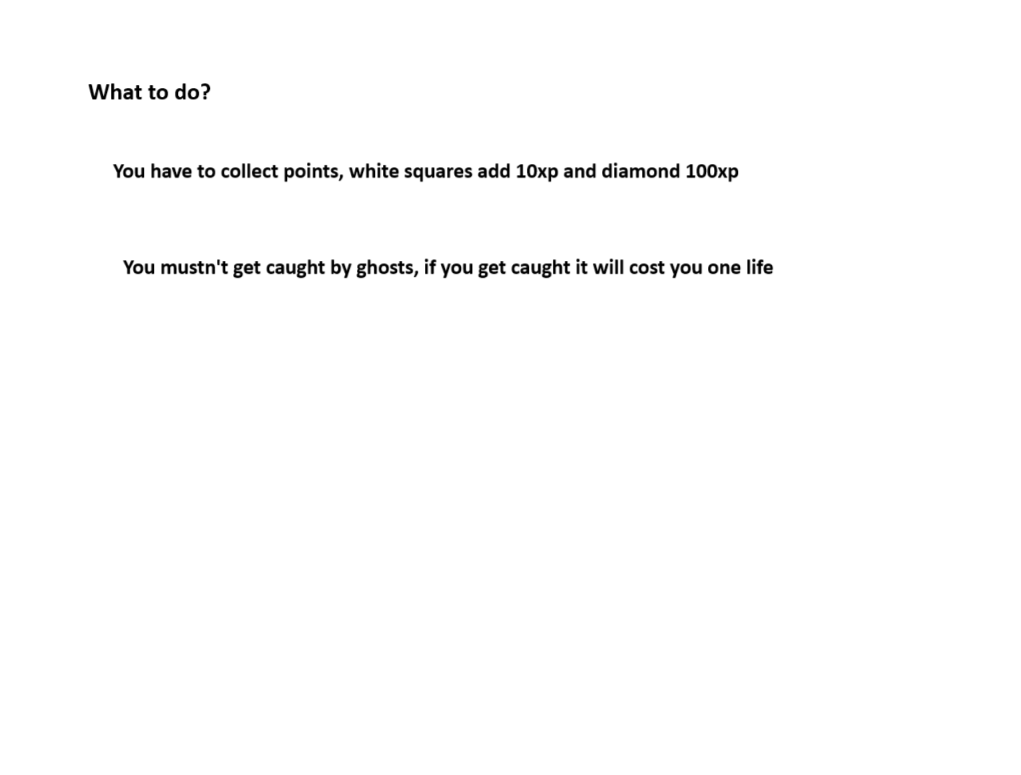 What to do?
You have to collect points, white squares add 10xp and diamond 100xp
You mustn't get caught by ghosts, if you get caught it will cost you one life